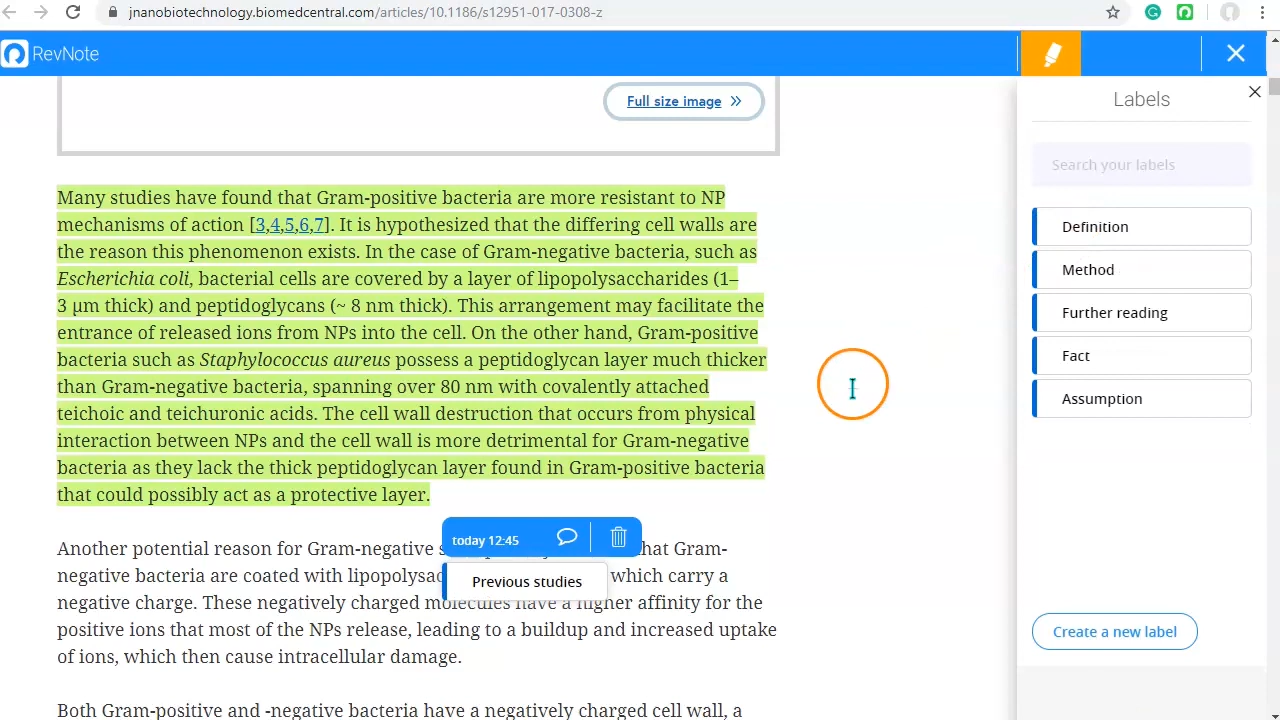 jnanobiotechnology.biomedcentral.com/articles/10.1186/s12951-017-0308-z
RevNote
Full size image »
Many studies have found that Gram-positive bacteria are more resistant to NP
mechanisms of action [3,4,5,6,7]. It is hypothesized that the differing cell walls are
the reason this phenomenon exists. In the case of Gram-negative bacteria, such as
Escherichia coli, bacterial cells are covered by a layer of lipopolysaccharides (1–
3 μm thick) and peptidoglycans (~ 8 nm thick). This arrangement may facilitate the
entrance of released ions from NPs into the cell. On the other hand, Gram-positive
bacteria such as Staphylococcus aureus possess a peptidoglycan layer much thicker
than Gram-negative bacteria, spanning over 80 nm with covalently attached
teichoic and teichuronic acids. The cell wall destruction that occurs from physical
interaction between NPs and the cell wall is more detrimental for Gram-negative
bacteria as they lack the thick peptidoglycan layer found in Gram-positive bacteria
that could possibly act as a protective layer.
today 12:45
Previous studies
Another potential reason for Gram-negative hat Gram-
negative bacteria are coated with which carry a
negative charge. These negatively charged molecules have a higher affinity for the
positive ions that most of the NPs release, leading to a buildup and increased uptake
of ions, which then cause intracellular damage.
Both Gram-positive and -negative bacteria have a negatively charged cell wall, a
Labels
Search your labels
Definition
Method
Further reading
Fact
Assumption
Create a new label